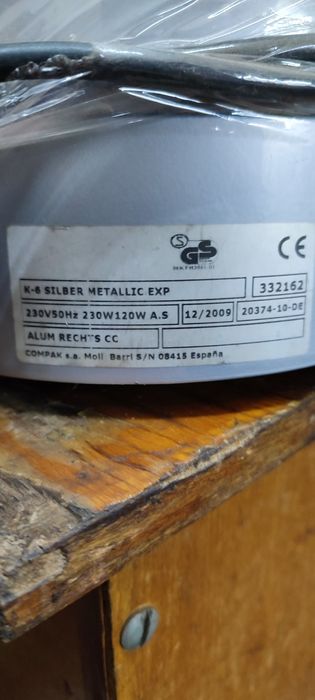 S GS
CE
K-6 SILBER METALLIC EXP 332162
230V50Hz 230W120W A.S 12/2009 20374-10-DE
ALUM RECHTS CC
COMPAK s.a. Moli Barri S/N 08415 España